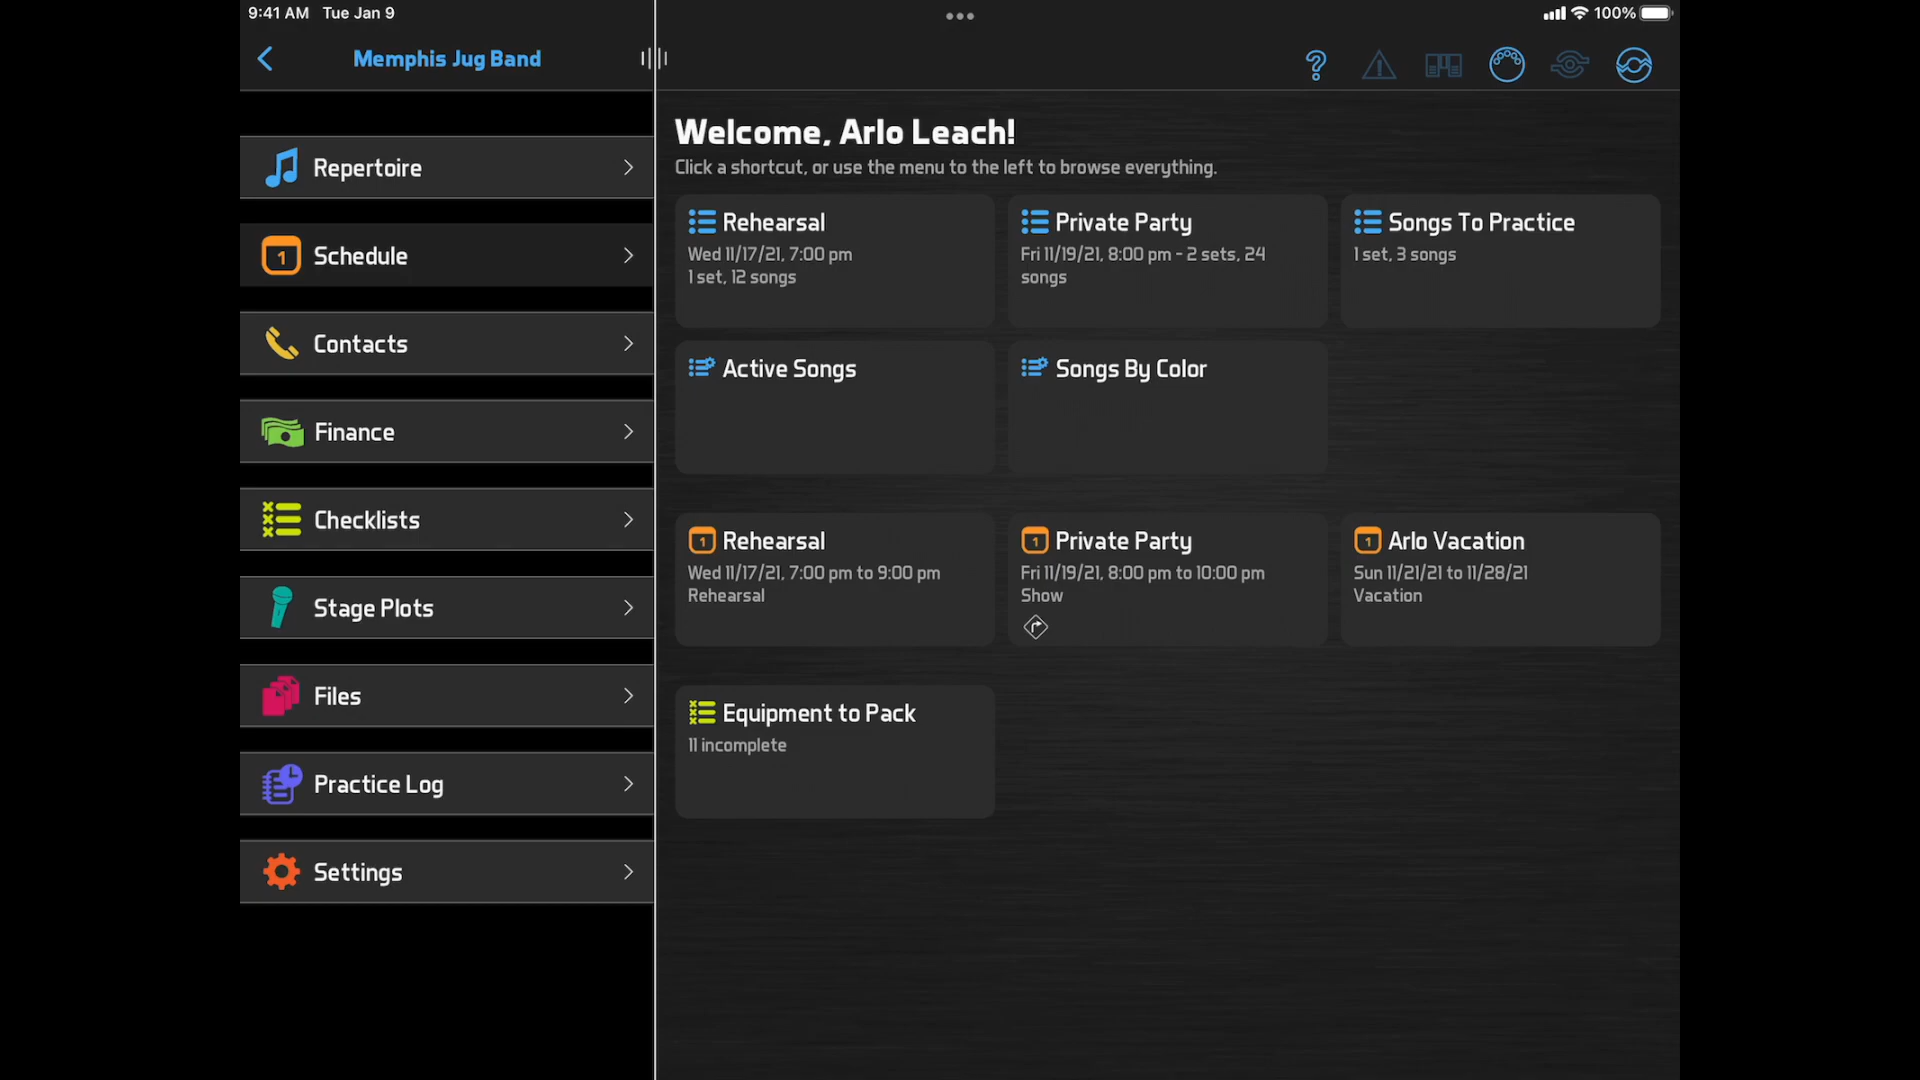 9:41 AM Tue Jan 9
100%
Memphis Jug Band
Repertoire
1 Schedule
Contacts
Finance
Checklists
Stage Plots
Files
Practice Log
Settings
Welcome, Arlo Leach!
Click a shortcut, or use the menu to the left to browse everything.
Rehearsal
Wed 11/17/21, 7:00 pm
1 set, 12 songs
Private Party
Fri 11/19/21, 8:00 pm - 2 sets, 24
songs
Songs To Practice
1 set, 3 songs
Active Songs
Songs By Color
1 Rehearsal
Wed 11/17/21, 7:00 pm to 9:00 pm
Rehearsal
1 Private Party
Fri 11/19/21, 8:00 pm to 10:00 pm
Show
1 Arlo Vacation
Sun 11/21/21 to 11/28/21
Vacation
Equipment to Pack
11 incomplete